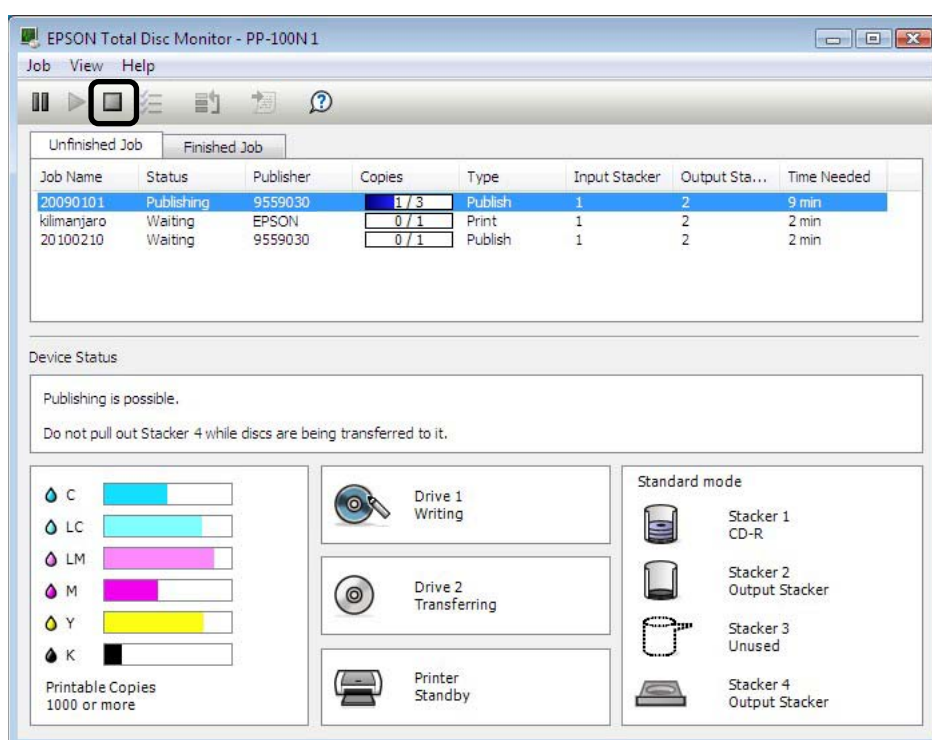 EPSON Total Disc Monitor - PP-100N 1
Job View Help
Unfinished Job Finished Job
Job Name Status Publisher Copies Type Input Stacker Output Sta... Time Needed
20090101 Publishing 9559030 1 / 3 Publish 1 2 9 min
kilimanjaro Waiting EPSON 0 / 1 Print 1 2 2 min
20100210 Waiting 9559030 0 / 1 Publish 1 2 2 min
Device Status
Publishing is possible.
Do not pull out Stacker 4 while discs are being transferred to it.
C
LC
LM
M
Y
K
Printable Copies
1000 or more
Drive 1
Writing
Drive 2
Transferring
Printer
Standby
Standard mode
Stacker 1
CD-R
Stacker 2
Output Stacker
Stacker 3
Unused
Stacker 4
Output Stacker